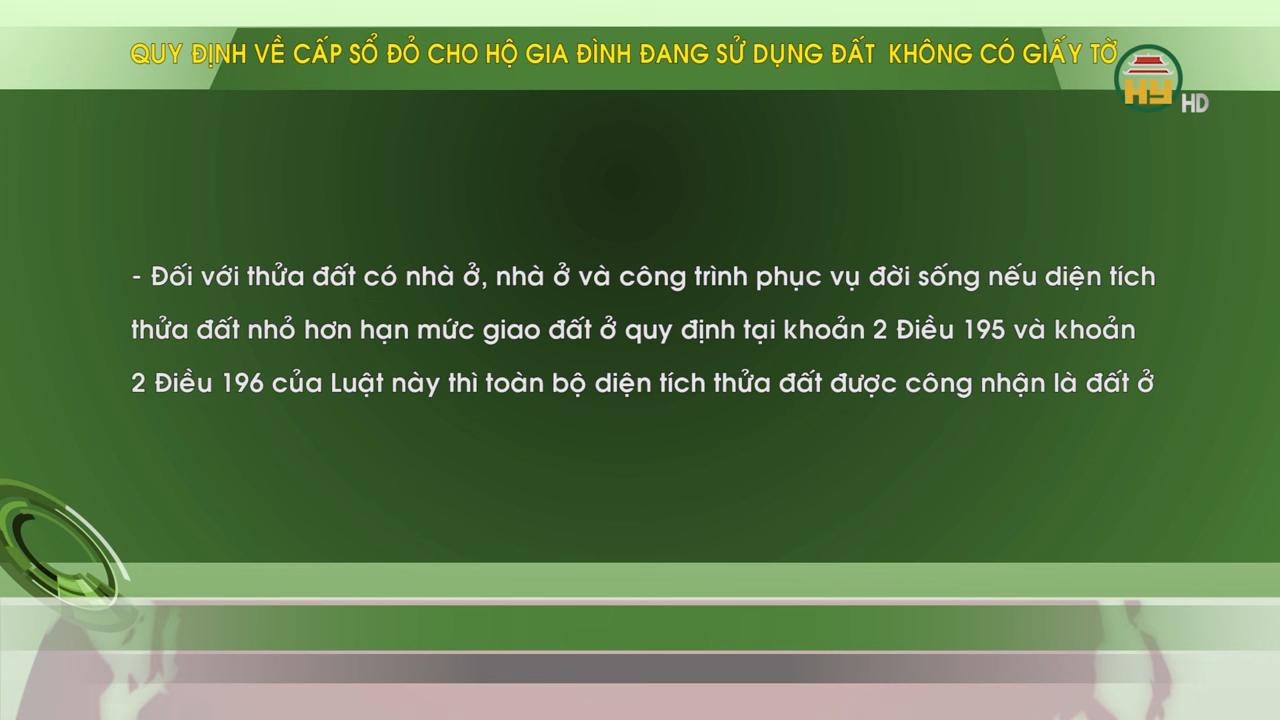 QUY ĐỊNH VỀ CẤP SỔ ĐỎ CHO HỘ GIA ĐÌNH ĐANG SỬ DỤNG ĐẤT KHÔNG CÓ GIẤY TỜ
HY HD
- Đối với thửa đất có nhà ở, nhà ở và công trình phục vụ đời sống nếu diện tích
thửa đất nhỏ hơn hạn mức giao đất ở quy định tại khoản 2 Điều 195 và khoản
2 Điều 196 của Luật này thì toàn bộ diện tích thửa đất được công nhận là đất ở